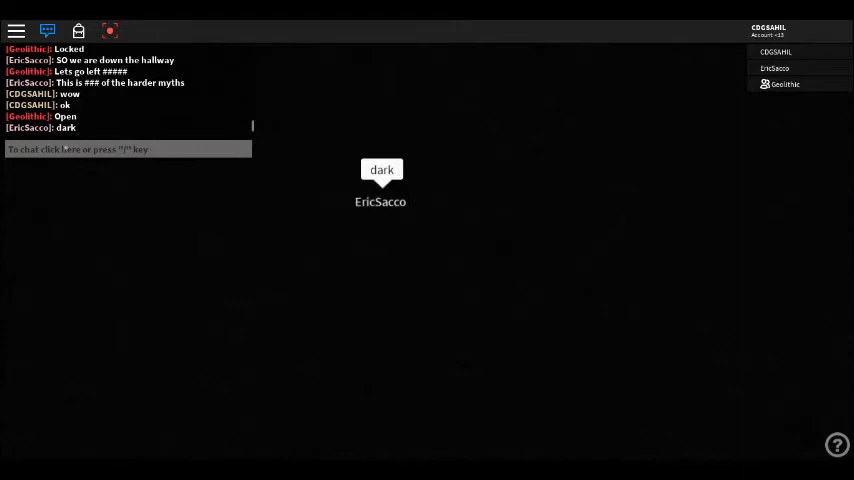 CDGSAHIL
Account <13
[Geolithic]: Locked
[EricSacco]: SO we are down the hallway
[Geolithic]: Lets go left #####
[EricSacco]: This is ### of the harder myths
[CDGSAHIL]: wow
[CDGSAHIL]: ok
[Geolithic]: Open
[EricSacco]: dark
To chat click here or press "/" key
CDGSAHIL
EricSacco
Geolithic
dark
EricSacco
?